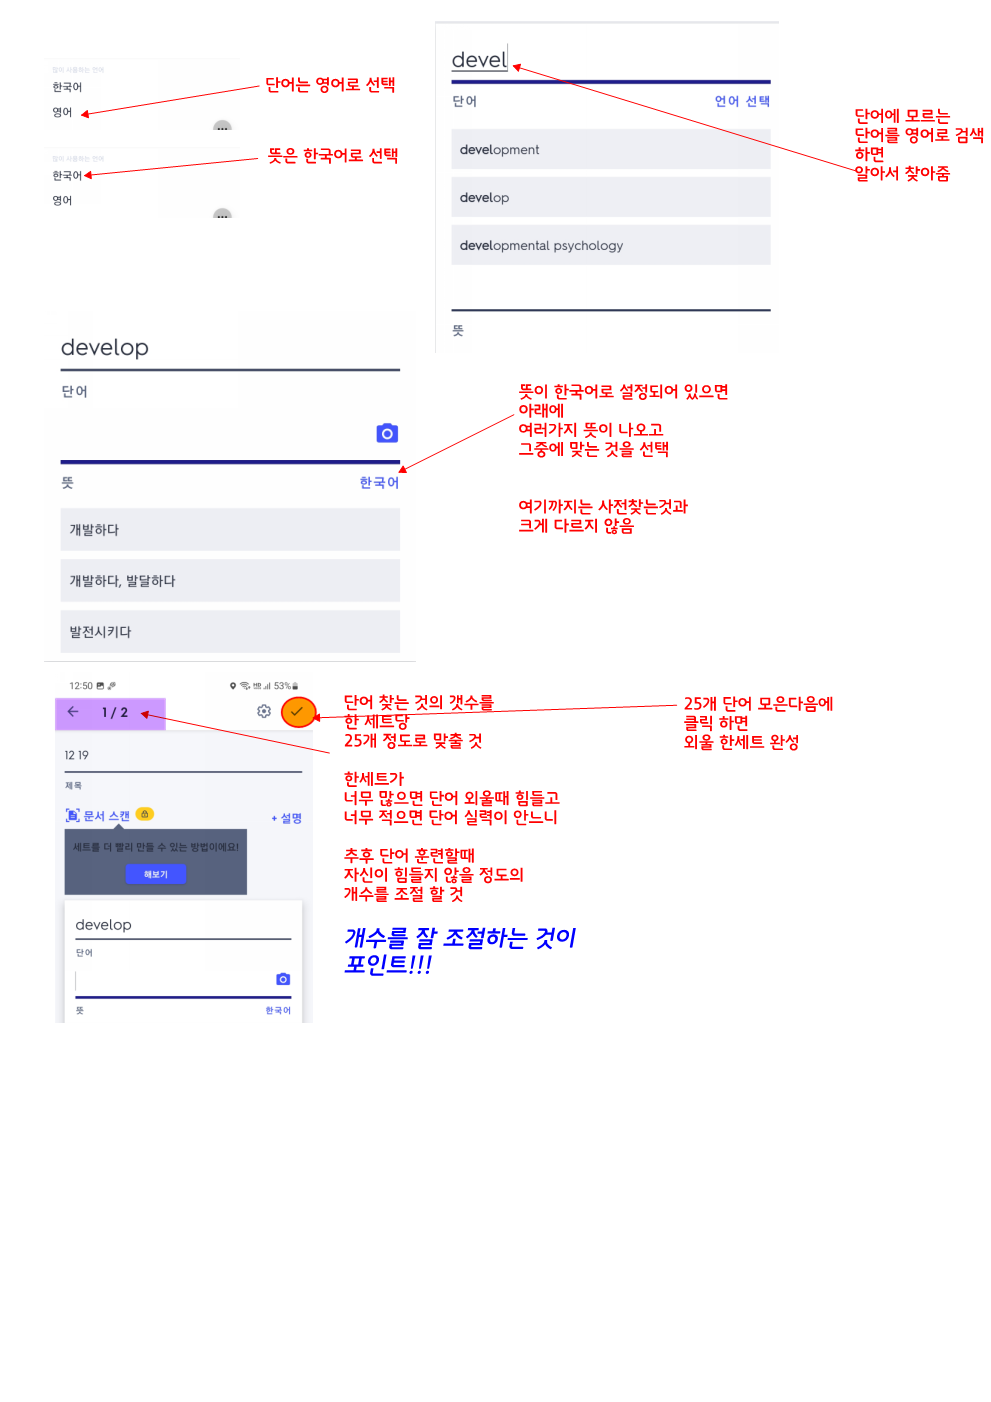 많이 사용하는 언어
한국어
영어
단어는 영어로 선택
많이 사용하는 언어
한국어
영어
뜻은 한국어로 선택
devel
단어 언어 선택
development
develop
developmental psychology
뜻
단어에 모르는
단어를 영어로 검색
하면
알아서 찾아줌
develop
단어
뜻 한국어
개발하다
개발하다, 발달하다
발전시키다
뜻이 한국어로 설정되어 있으면
아래에
여러가지 뜻이 나오고
그중에 맞는 것을 선택
여기까지는 사전찾는것과
크게 다르지 않음
12:50 53%
1 / 2
12 19
제목
문서 스캔 + 설명
세트를 더 빨리 만들 수 있는 방법이에요!
해보기
develop
단어
뜻 한국어
단어 찾는 것의 갯수를
한 세트당
25개 정도로 맞출 것
한세트가
너무 많으면 단어 외울때 힘들고
너무 적으면 단어 실력이 안느니
추후 단어 훈련할때
자신이 힘들지 않을 정도의
개수를 조절 할 것
개수를 잘 조절하는 것이
포인트!!!
25개 단어 모은다음에
클릭 하면
외울 한세트 완성